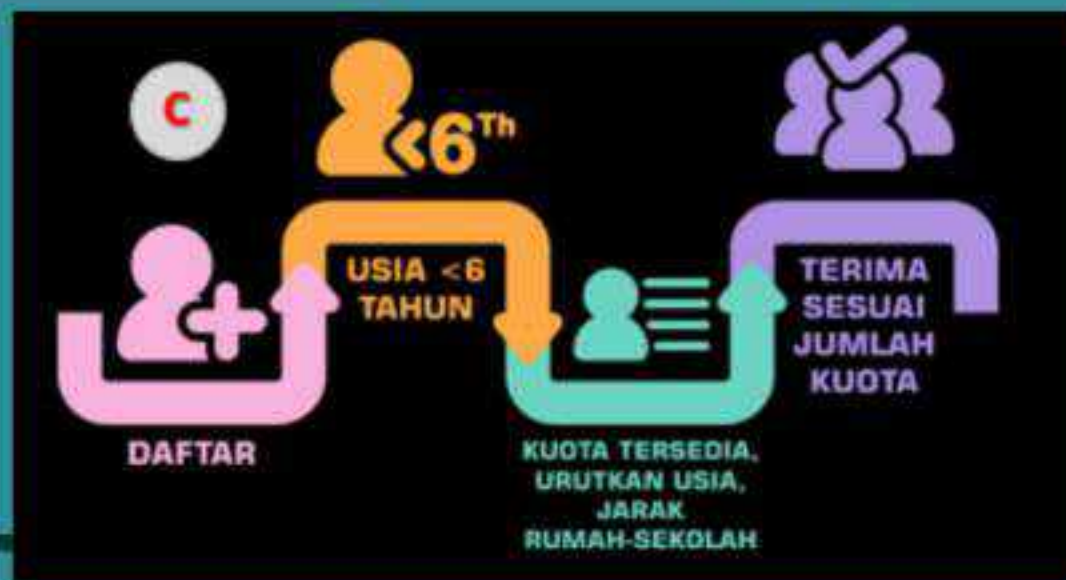 C
<6Th
USIA <6
TAHUN
TERIMA
SESUAI
JUMLAH
KUOTA
DAFTAR
KUOTA TERSEDIA,
URUTKAN USIA,
JARAK
RUMAH-SEKOLAH